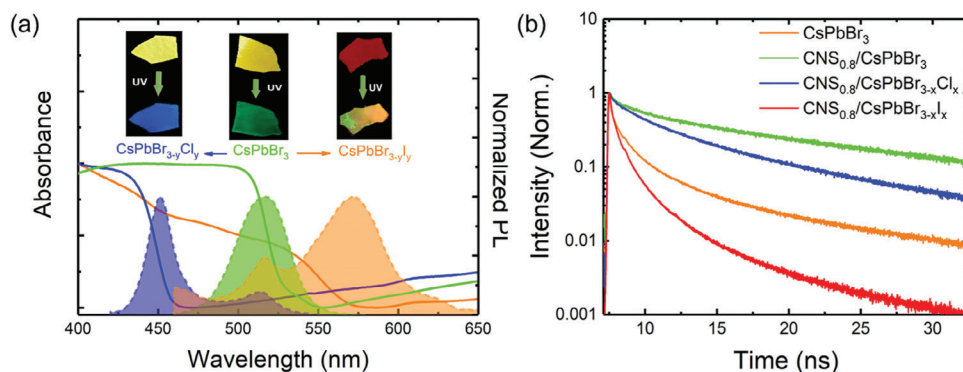 (a)
Absorbance
UV
UV
UV
CsPbBr3-yCly
CsPbBr3
CsPbBr3-yIy
Normalized PL
400 450 500 550 600 650
Wavelength (nm)
(b)
Intensity (Norm.)
1
0.1
0.01
0.001
CsPbBr3
CNS0.8/CsPbBr3
CNS0.8/CsPbBr3-xClx
CNS0.8/CsPbBr3-xIx
10 15 20 25 30
Time (ns)